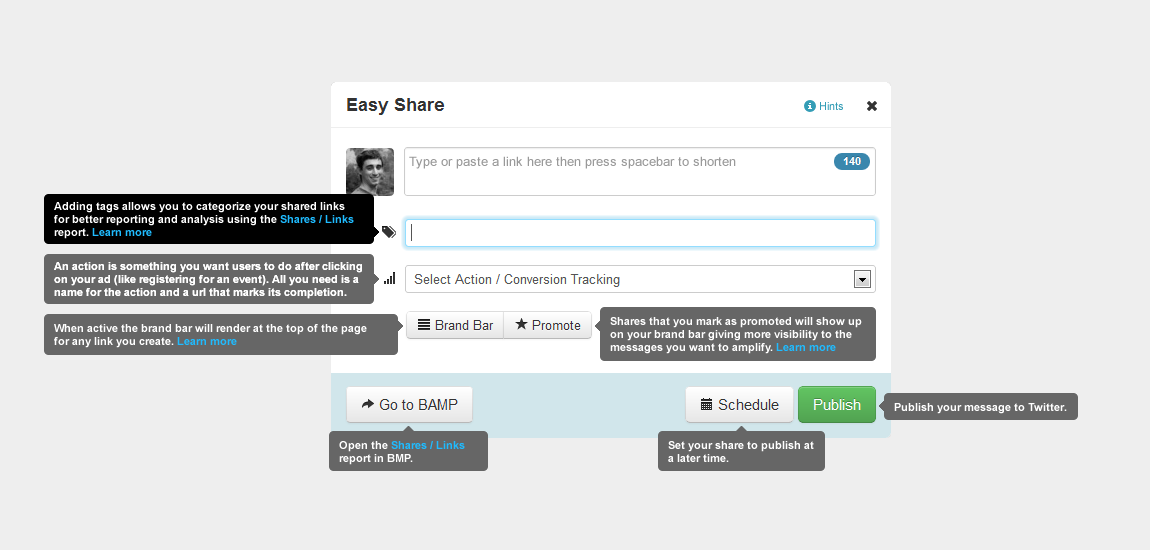 Easy Share
Hints
Type or paste a link here then press spacebar to shorten
140
Adding tags allows you to categorize your shared links
for better reporting and analysis using the Shares / Links
report. Learn more
An action is something you want users to do after clicking
on your ad (like registering for an event). All you need is a
name for the action and a url that marks its completion.
Select Action / Conversion Tracking
When active the brand bar will render at the top of the page
for any link you create. Learn more
Brand Bar
Promote
Shares that you mark as promoted will show up
on your brand bar giving more visibility to the
messages you want to amplify. Learn more
Go to BAMP
Schedule
Publish
Publish your message to Twitter.
Open the Shares / Links
report in BMP.
Set your share to publish at
a later time.